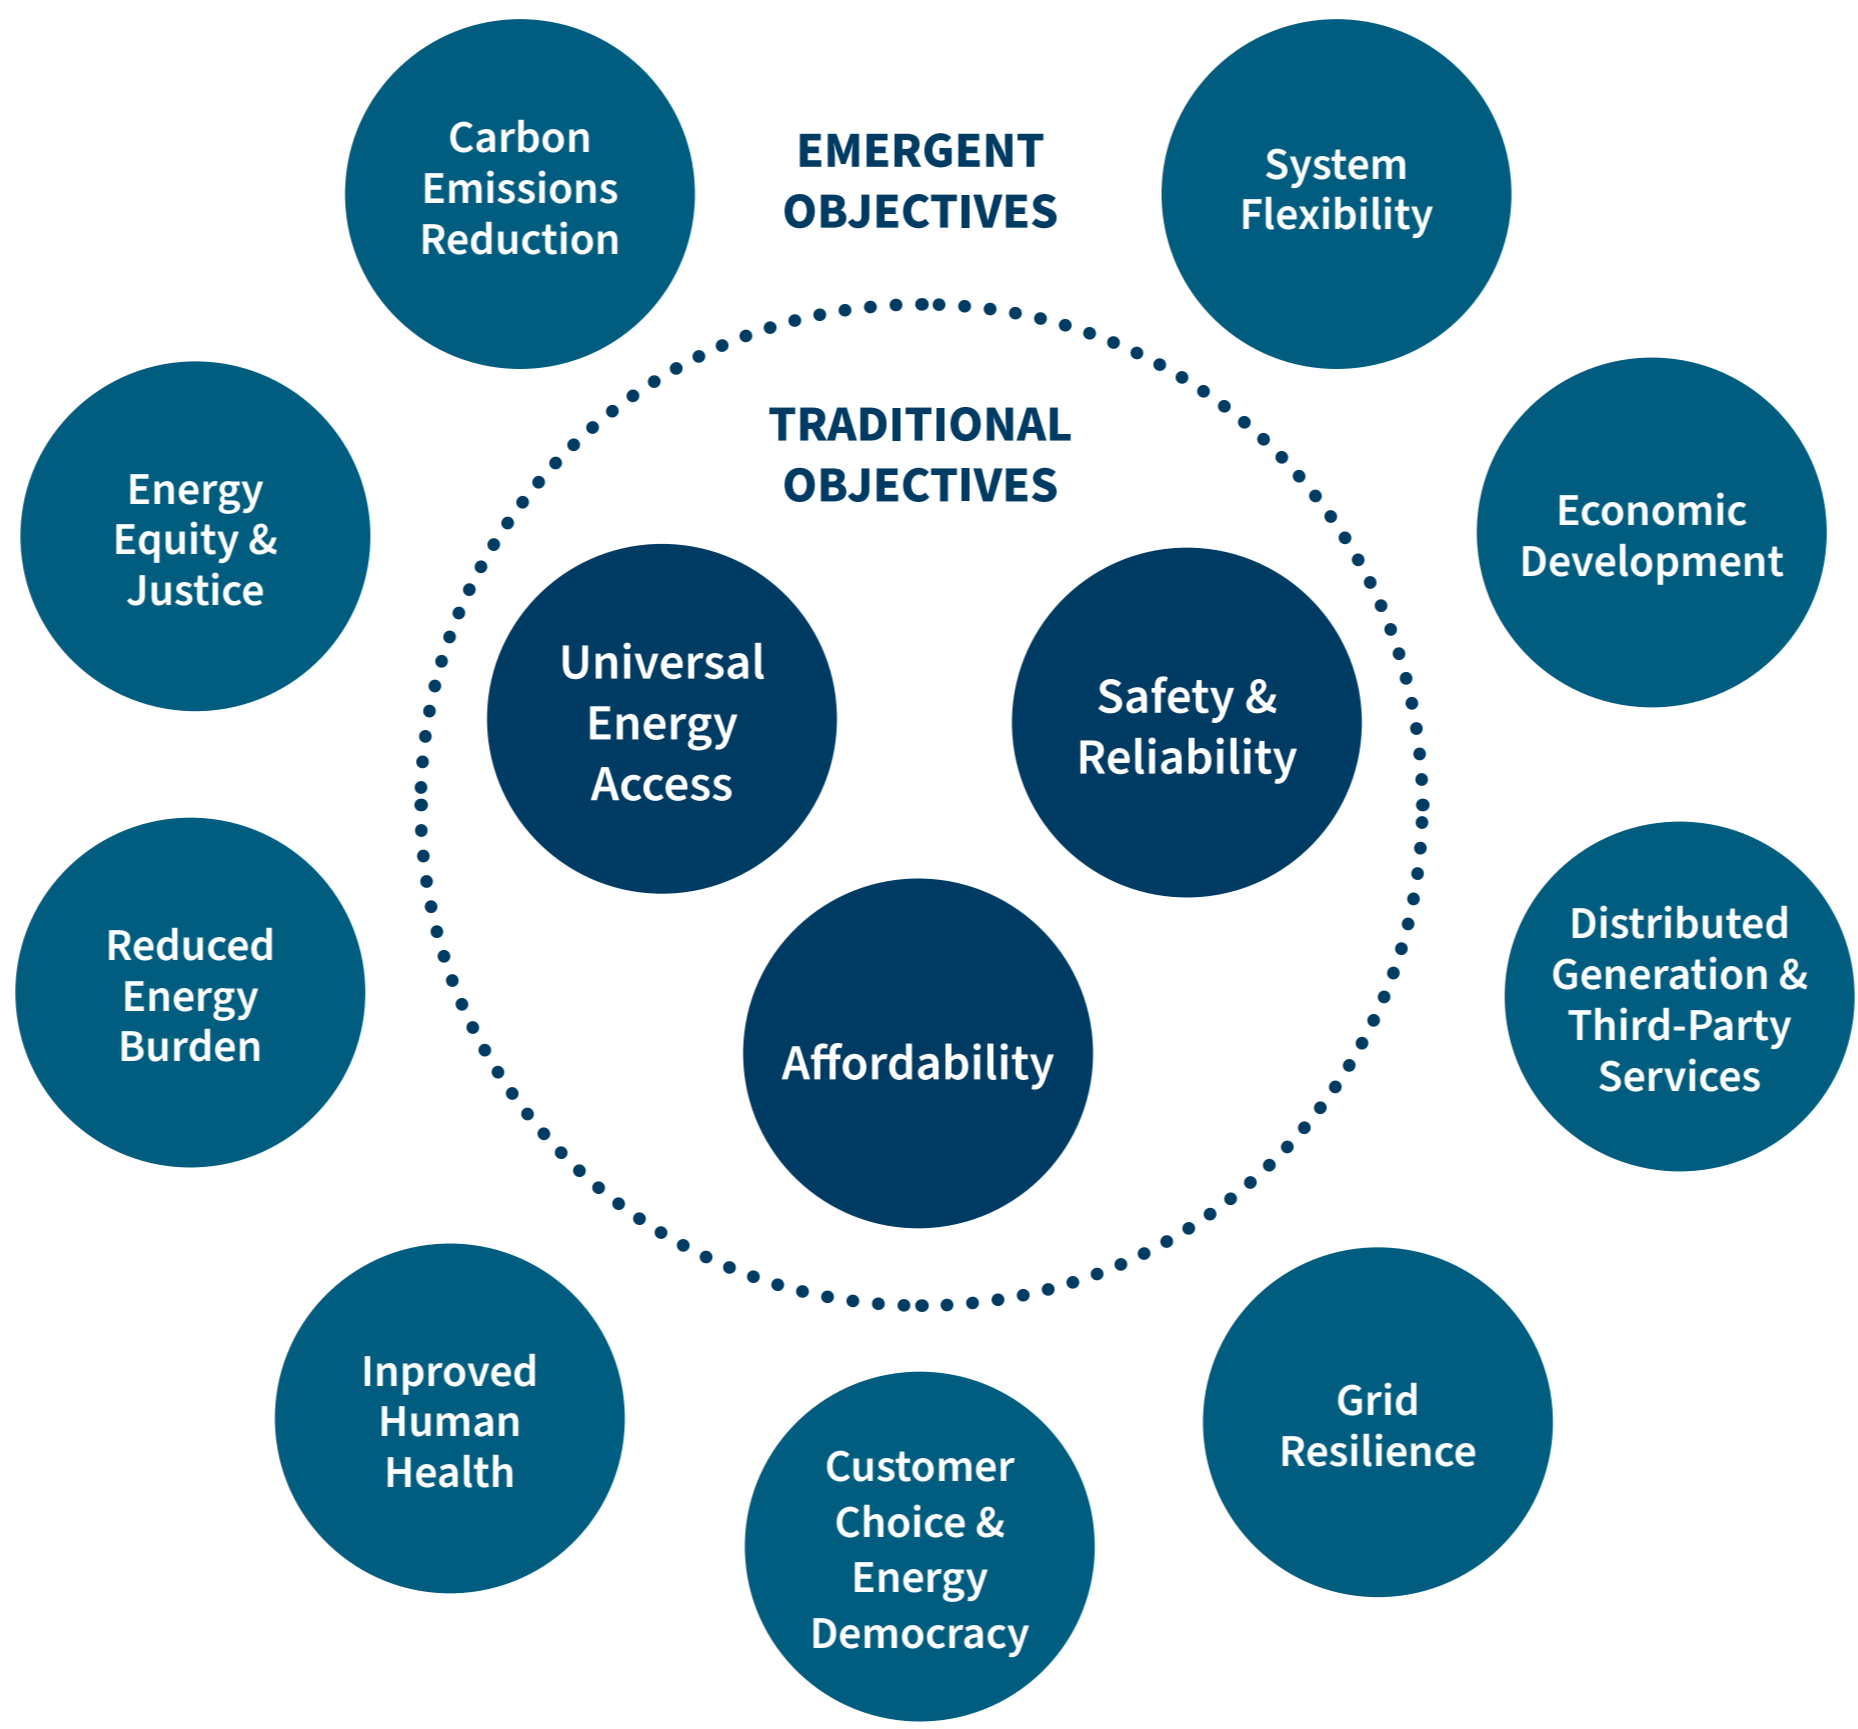 EMERGENT
OBJECTIVES
Carbon
Emissions
Reduction
System
Flexibility
Economic
Development
Distributed
Generation &
Third-Party
Services
Grid
Resilience
Customer
Choice &
Energy
Democracy
Inproved
Human
Health
Reduced
Energy
Burden
Energy
Equity &
Justice
TRADITIONAL
OBJECTIVES
Universal
Energy
Access
Safety &
Reliability
Affordability